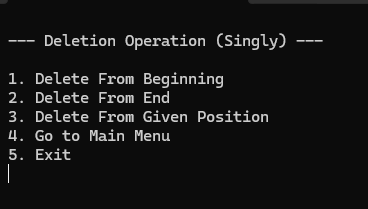 --- Deletion Operation (Singly) ---
1. Delete From Beginning
2. Delete From End
3. Delete From Given Position
4. Go to Main Menu
5. Exit